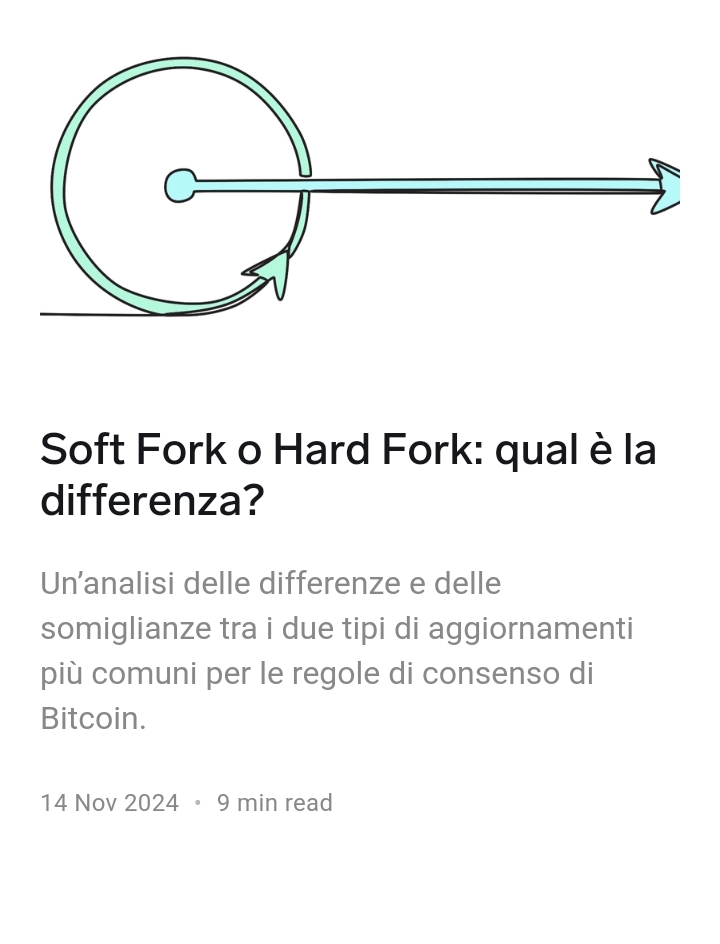 Soft Fork o Hard Fork: qual è la
differenza?
Un’analisi delle differenze e delle
somiglianze tra i due tipi di aggiornamenti
più comuni per le regole di consenso di
Bitcoin.
14 Nov 2024 • 9 min read